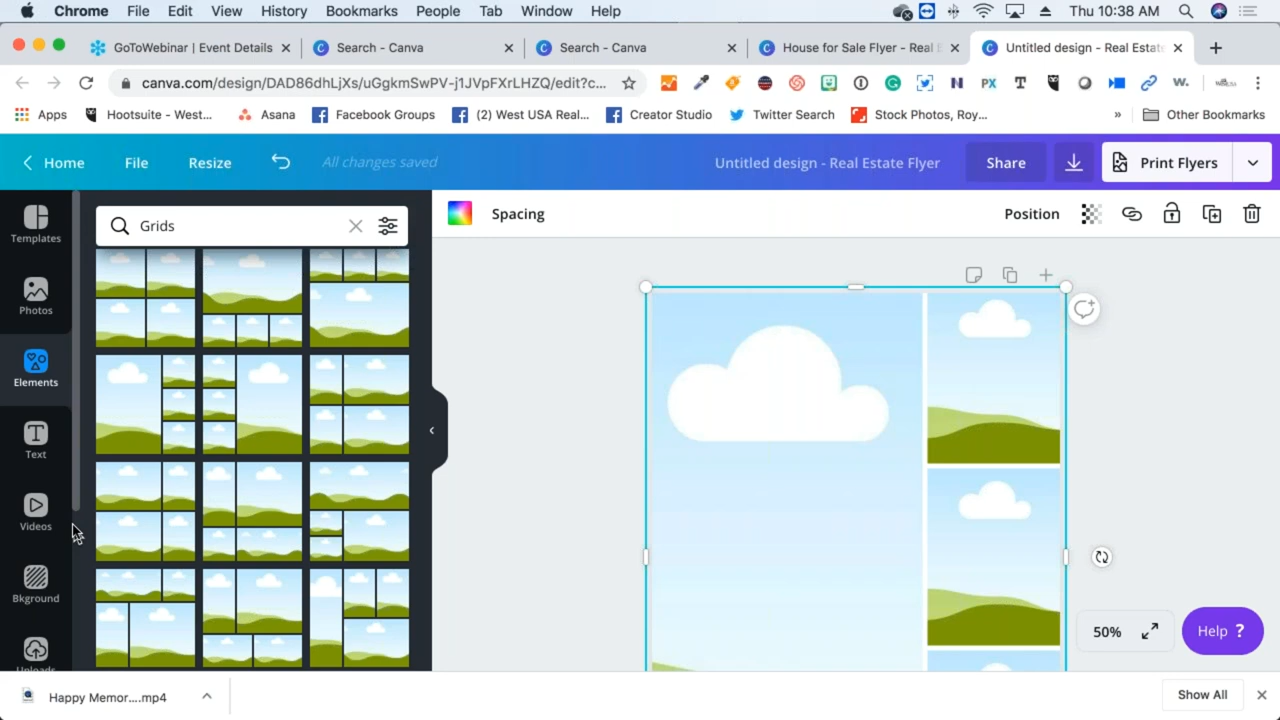 Chrome File Edit View History Bookmarks People Tab Window Help Thu 10:38 AM
GoToWebinar | Event Details Search - Canva Search - Canva House for Sale Flyer - Real E Untitled design - Real Estate
canva.com/design/DAD86dhLjXs/uGgkmSwPV-j1JVpFXrLHZQ/edit?c...
Apps Hootsuite - West... Asana Facebook Groups (2) West USA Real... Creator Studio Twitter Search Stock Photos, Roy... » Other Bookmarks
Home File Resize All changes saved Untitled design - Real Estate Flyer Share Print Flyers
Templates
Photos
Elements
Text
Videos
Bkground
Uploads
Grids
Spacing Position
50% Help ?
Happy Memor....mp4 Show All